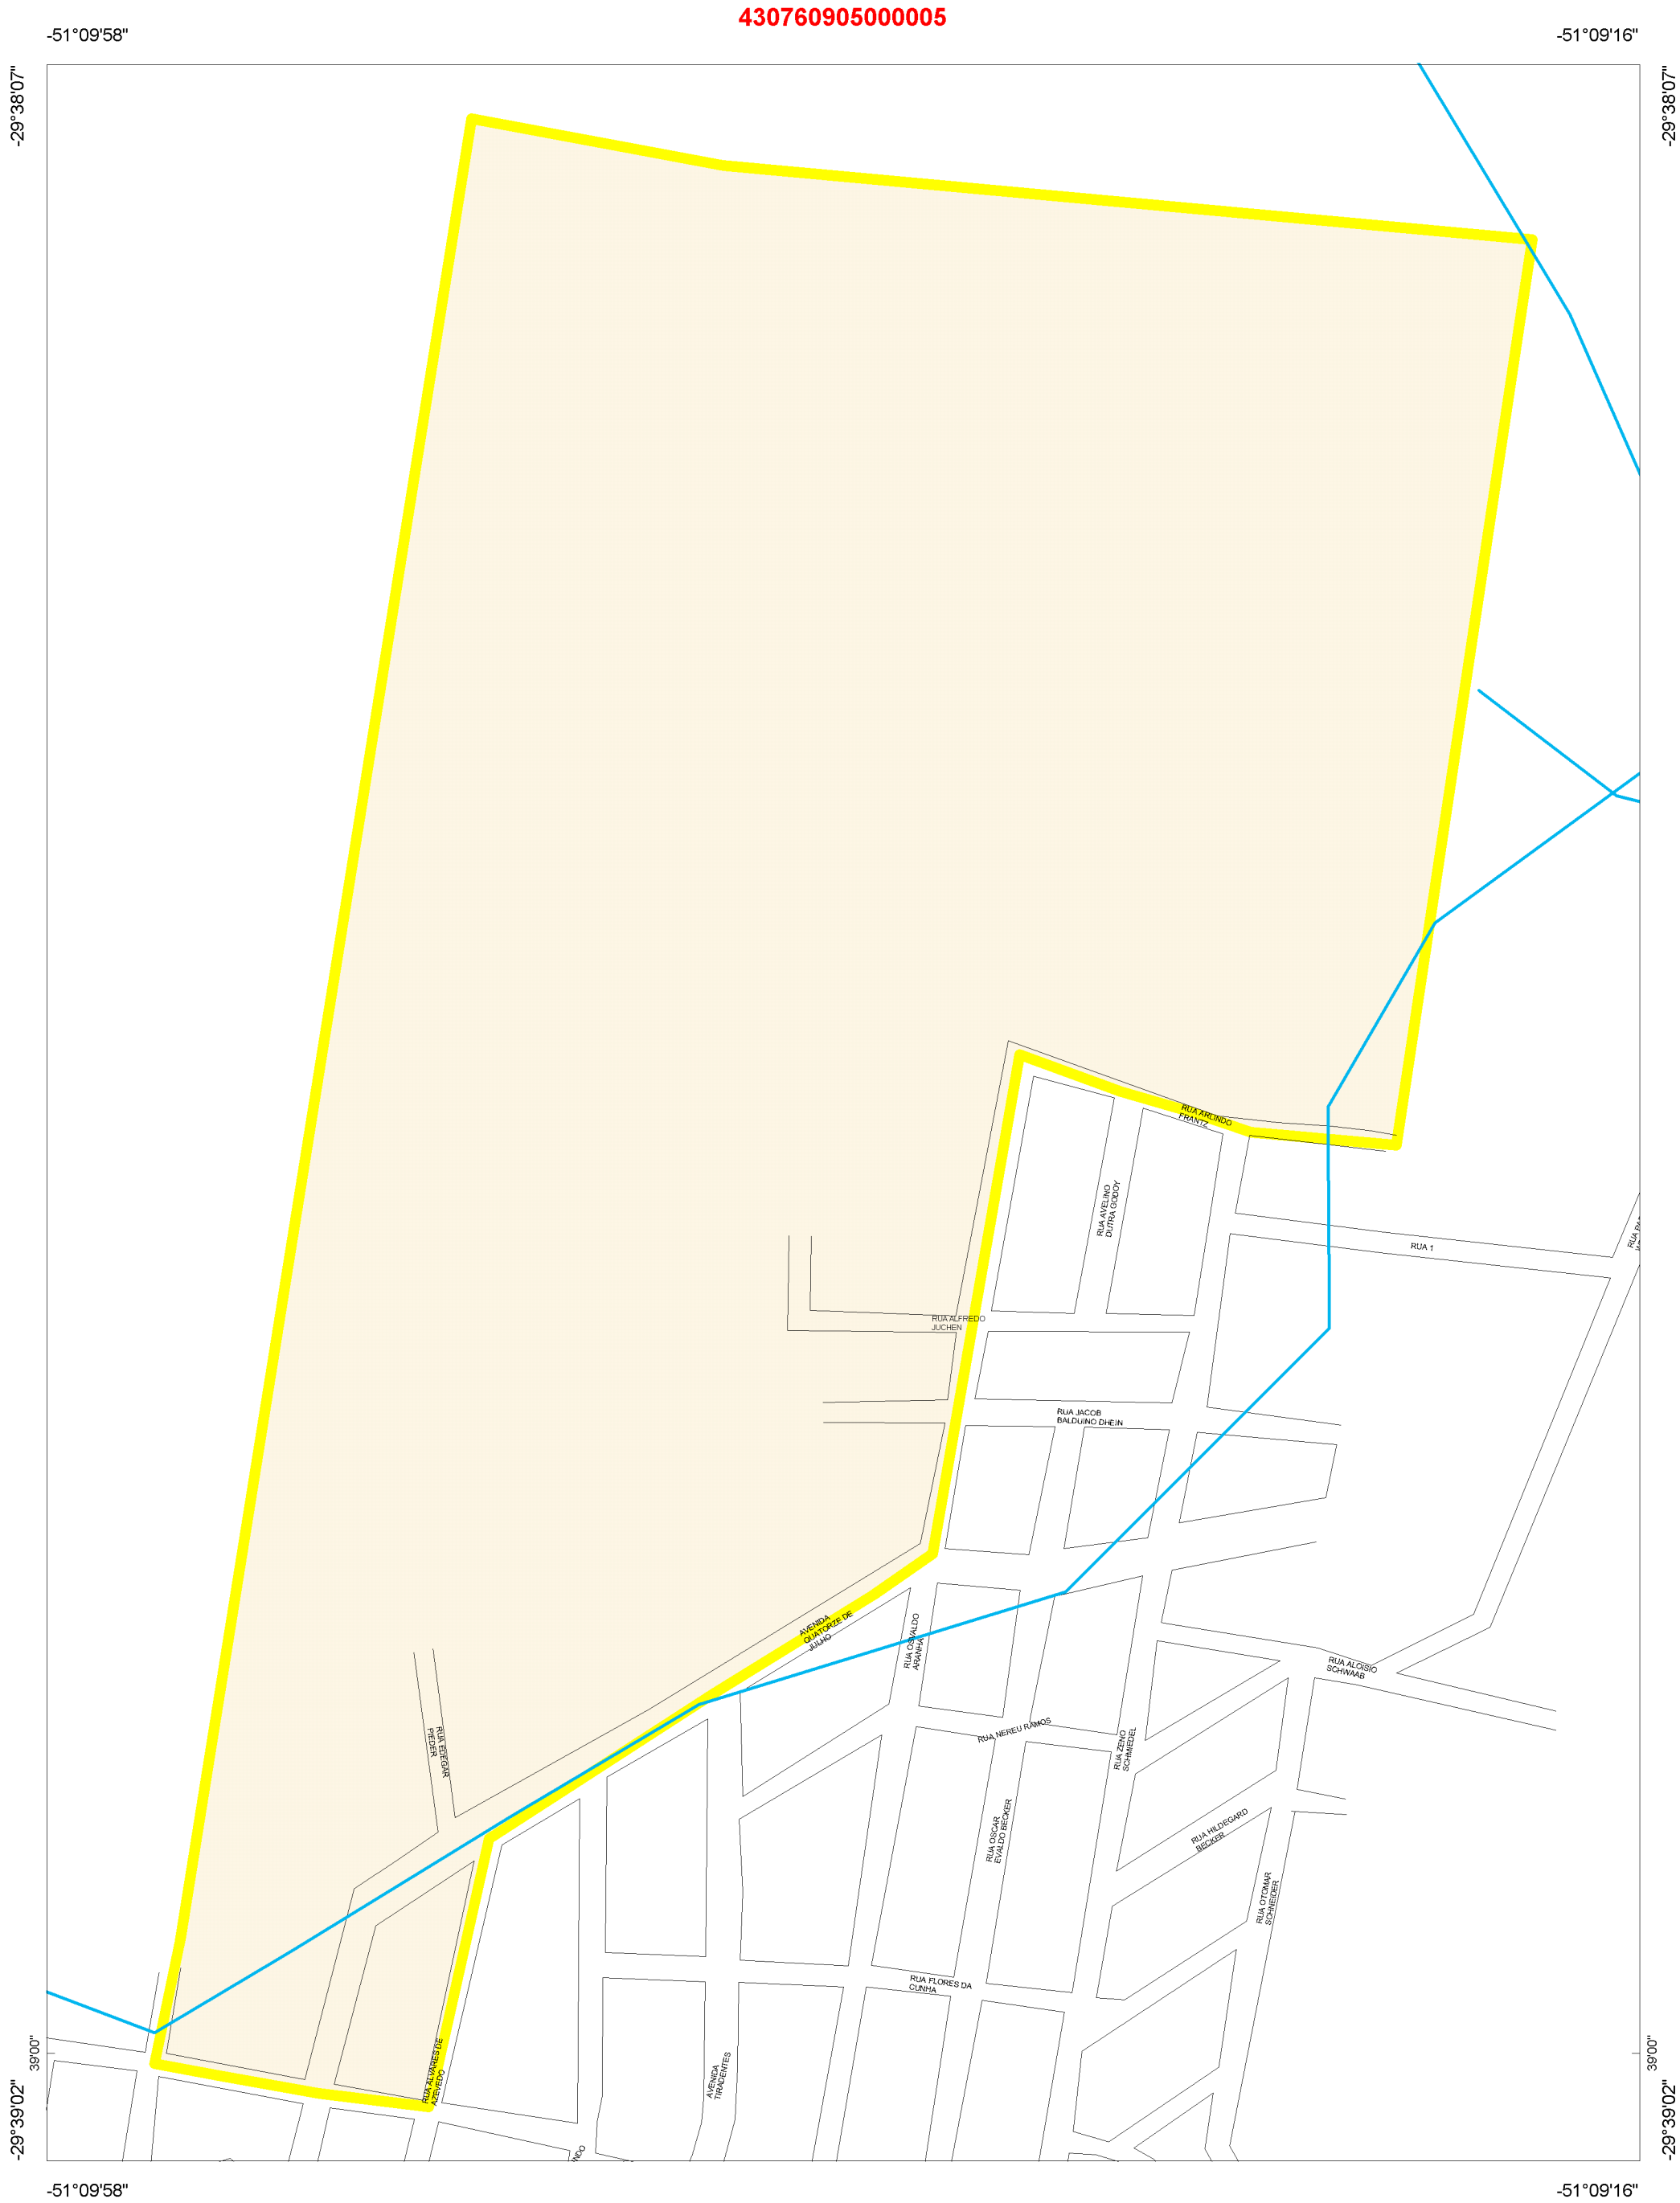 430760905000005
-51°09'58"
-51°09'16"
-29°38'07"
-29°38'07"
RUA ARLINDO
FRANTZ
RUA AVELINO
DUTRA GODOY
RUA 1
RUA ALFREDO
JUCHEN
RUA JACOB
BALDUINO DHEIN
AVENIDA
QUATORZE DE
JULHO
RUA OSVALDO
ARANHA
RUA ALOISIO
SCHWAAB
RUA EDEGAR
PIEDER
RUA NEREU RAMOS
RUA ZENO
SCHMIEDEL
RUA OSCAR
EVALDO BECKER
RUA HILDEGARD
BECKER
RUA OTOMAR
SCHNEIDER
RUA FLORES DA
CUNHA
RUA ALVARES DE
AZEVEDO
AVENIDA
TIRADENTES
39'00"
39'00"
-29°39'02"
-29°39'02"
-51°09'58"
-51°09'16"